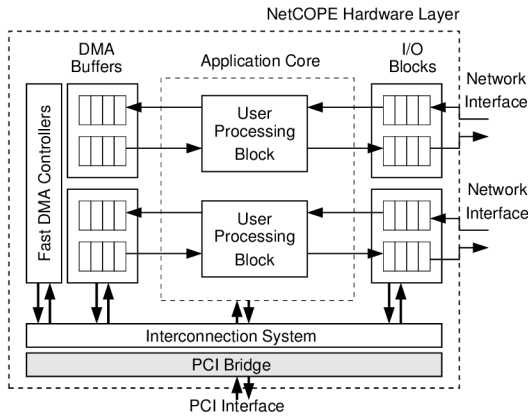 NetCOPE Hardware Layer
DMA
Buffers
Application Core
I/O
Blocks
Fast DMA Controllers
User
Processing
Block
Network
Interface
User
Processing
Block
Network
Interface
Interconnection System
PCI Bridge
PCI Interface